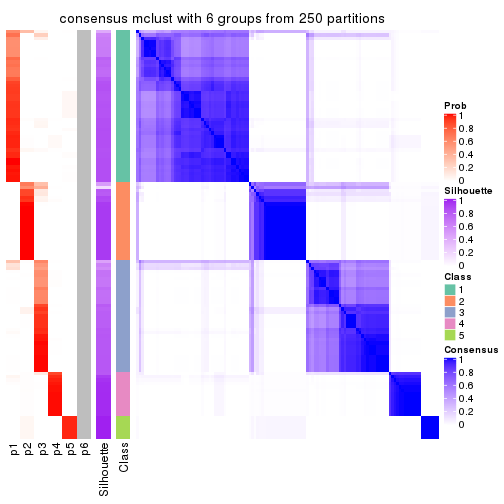 consensus mclust with 6 groups from 250 partitions
Prob
1
0.8
0.6
0.4
0.2
0
Silhouette
1
0.8
0.6
0.4
0.2
0
Class
1
2
3
4
5
Consensus
1
0.8
0.6
0.4
0.2
0
p1
p2
p3
p4
p5
p6
Silhouette
Class